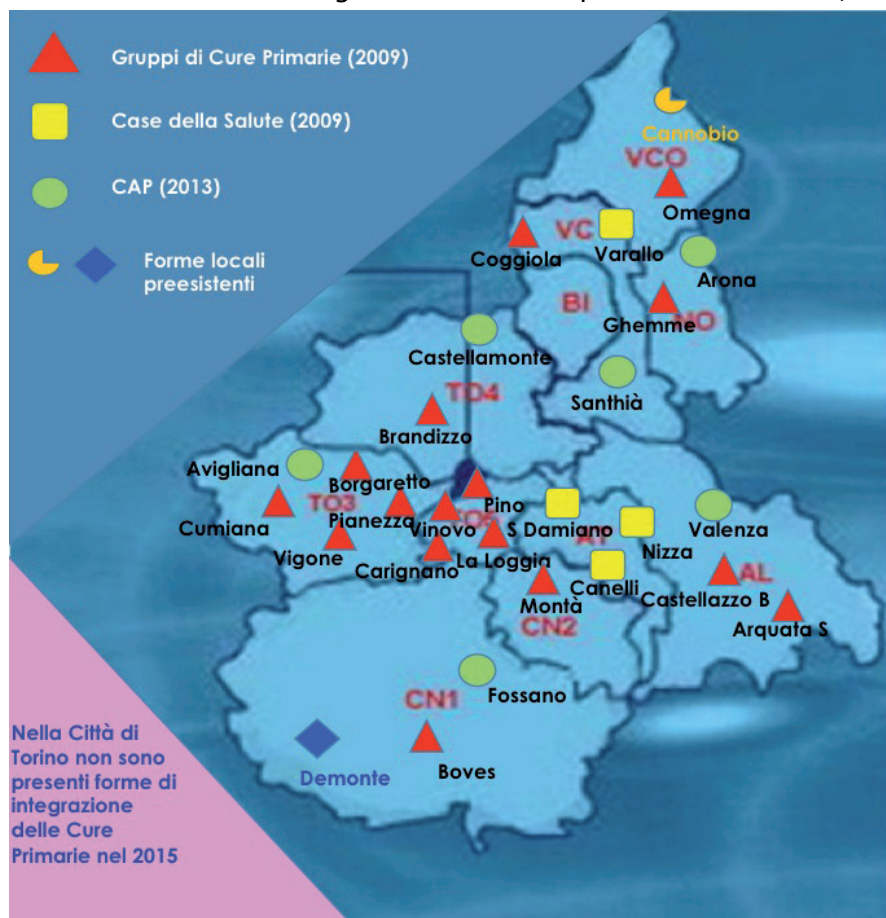 Gruppi di Cure Primarie (2009)
Case della Salute (2009)
CAP (2013)
Forme locali
preesistenti
Cannobio
VCO
Omegna
VC
Coggiola
Varallo
Arona
BI
Ghemme
NO
Castellamonte
TO4
Santhià
Brandizzo
Avigliana
Borgaretto
TO3
Pino
Cumiana
Pianezza
Vinovo
S Damiano
AT
Valenza
Vigone
Nizza
Carignano
La Loggia
Canelli
AL
Montà
Castellazzo B
CN2
Arquata S
CN1
Fossano
Demonte
Boves
Nella Città di
Torino non sono
presenti forme di
integrazione
delle Cure
Primarie nel 2015